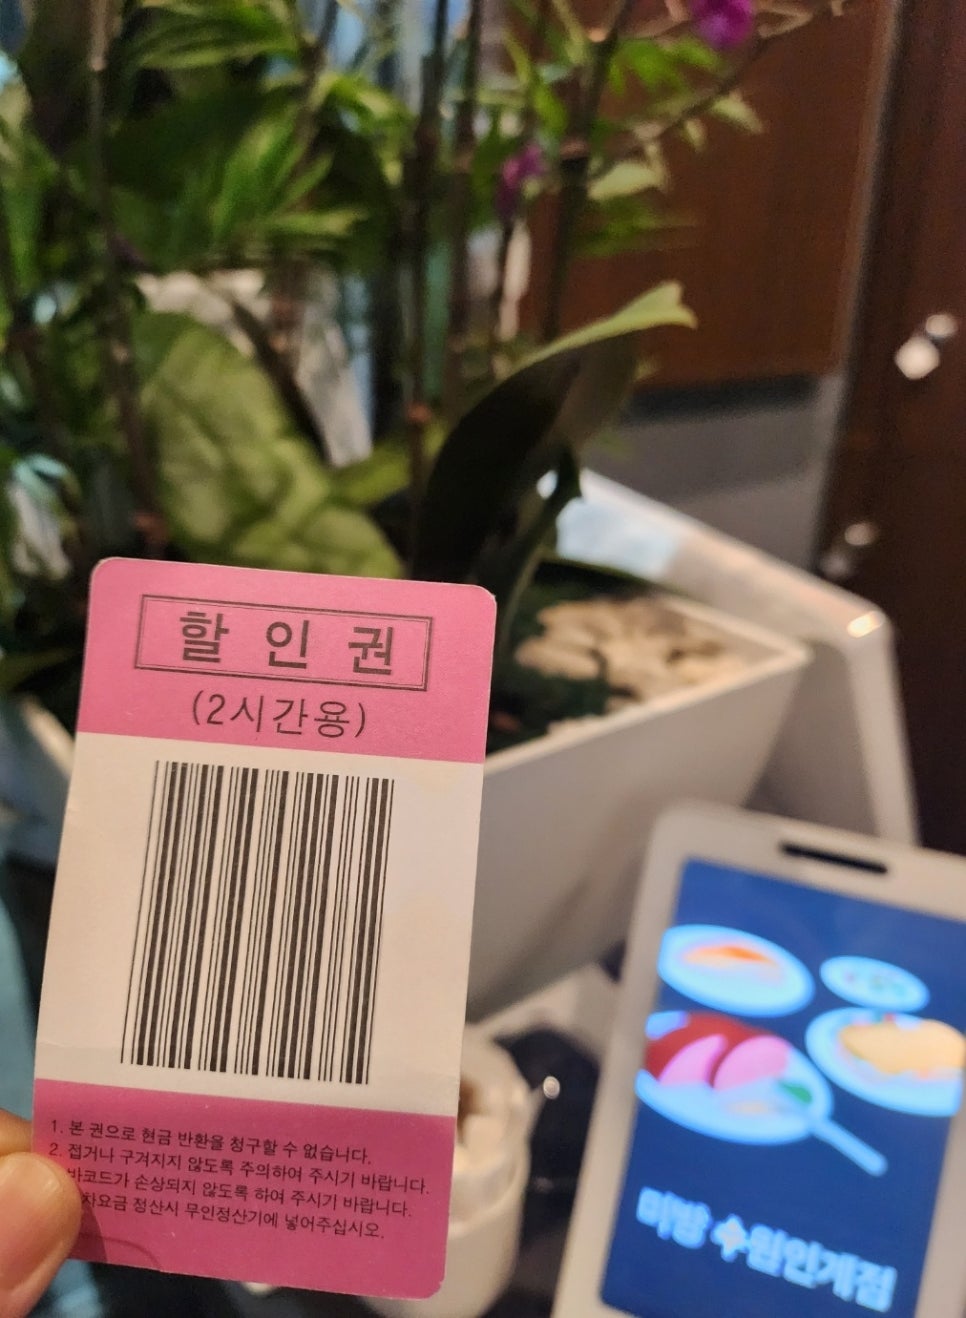 할 인 권
(2시간용)
1. 본 권으로 현금 반환을 청구할 수 없습니다.
2. 접거나 구겨지지 않도록 주의하여 주시기 바랍니다.
바코드가 손상되지 않도록 하여 주시기 바랍니다.
차요금 정산시 무인정산기에 넣어주십시오.
미방 수원인계점